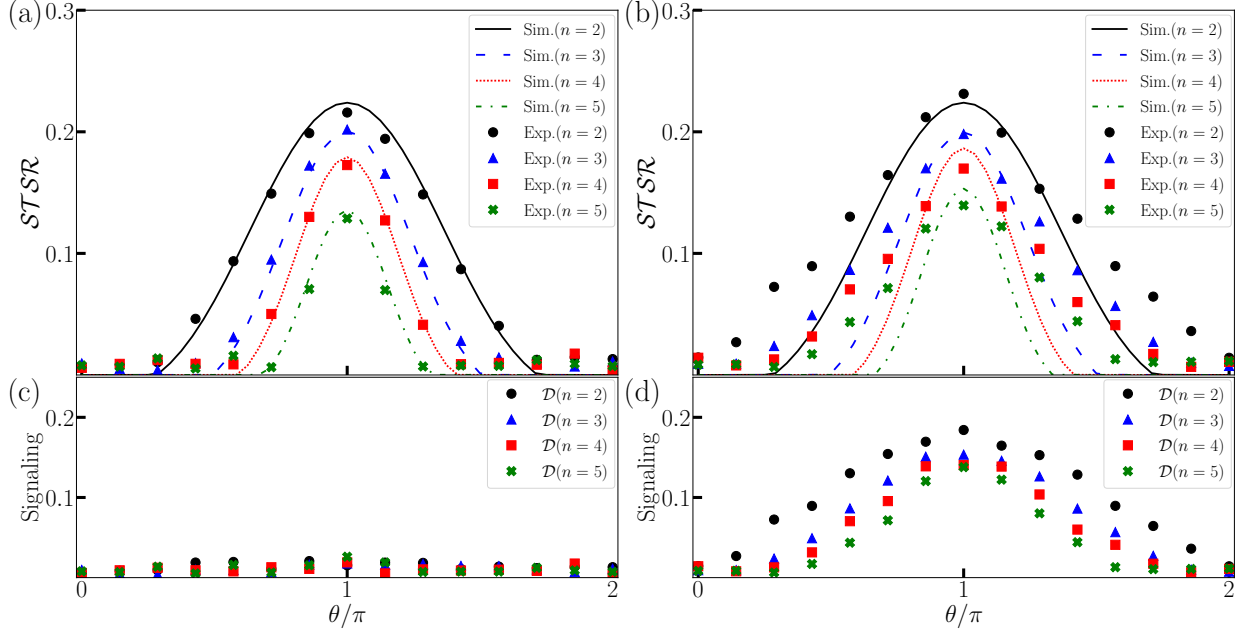 (a)
0.3
0.2
0.1
𝒮𝒯𝒮ℛ
Sim.(n = 2)
Sim.(n = 3)
Sim.(n = 4)
Sim.(n = 5)
Exp.(n = 2)
Exp.(n = 3)
Exp.(n = 4)
Exp.(n = 5)
(b)
0.3
0.2
0.1
𝒮𝒯𝒮ℛ
Sim.(n = 2)
Sim.(n = 3)
Sim.(n = 4)
Sim.(n = 5)
Exp.(n = 2)
Exp.(n = 3)
Exp.(n = 4)
Exp.(n = 5)
(c)
0.2
0.1
Signaling
𝒟(n = 2)
𝒟(n = 3)
𝒟(n = 4)
𝒟(n = 5)
0 1 2
θ/π
(d)
0.2
0.1
Signaling
𝒟(n = 2)
𝒟(n = 3)
𝒟(n = 4)
𝒟(n = 5)
0 1 2
θ/π